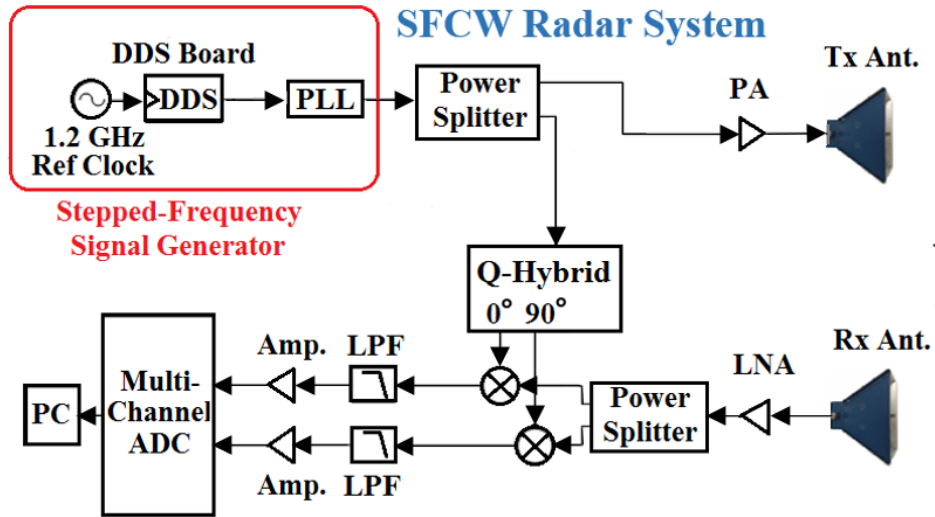 SFCW Radar System
DDS Board
>DDS
PLL
1.2 GHz
Ref Clock
Stepped-Frequency
Signal Generator
Power
Splitter
PA
Tx Ant.
Q-Hybrid
0° 90°
Amp.
LPF
LNA
Rx Ant.
PC
Multi-
Channel
ADC
Power
Splitter
Amp.
LPF